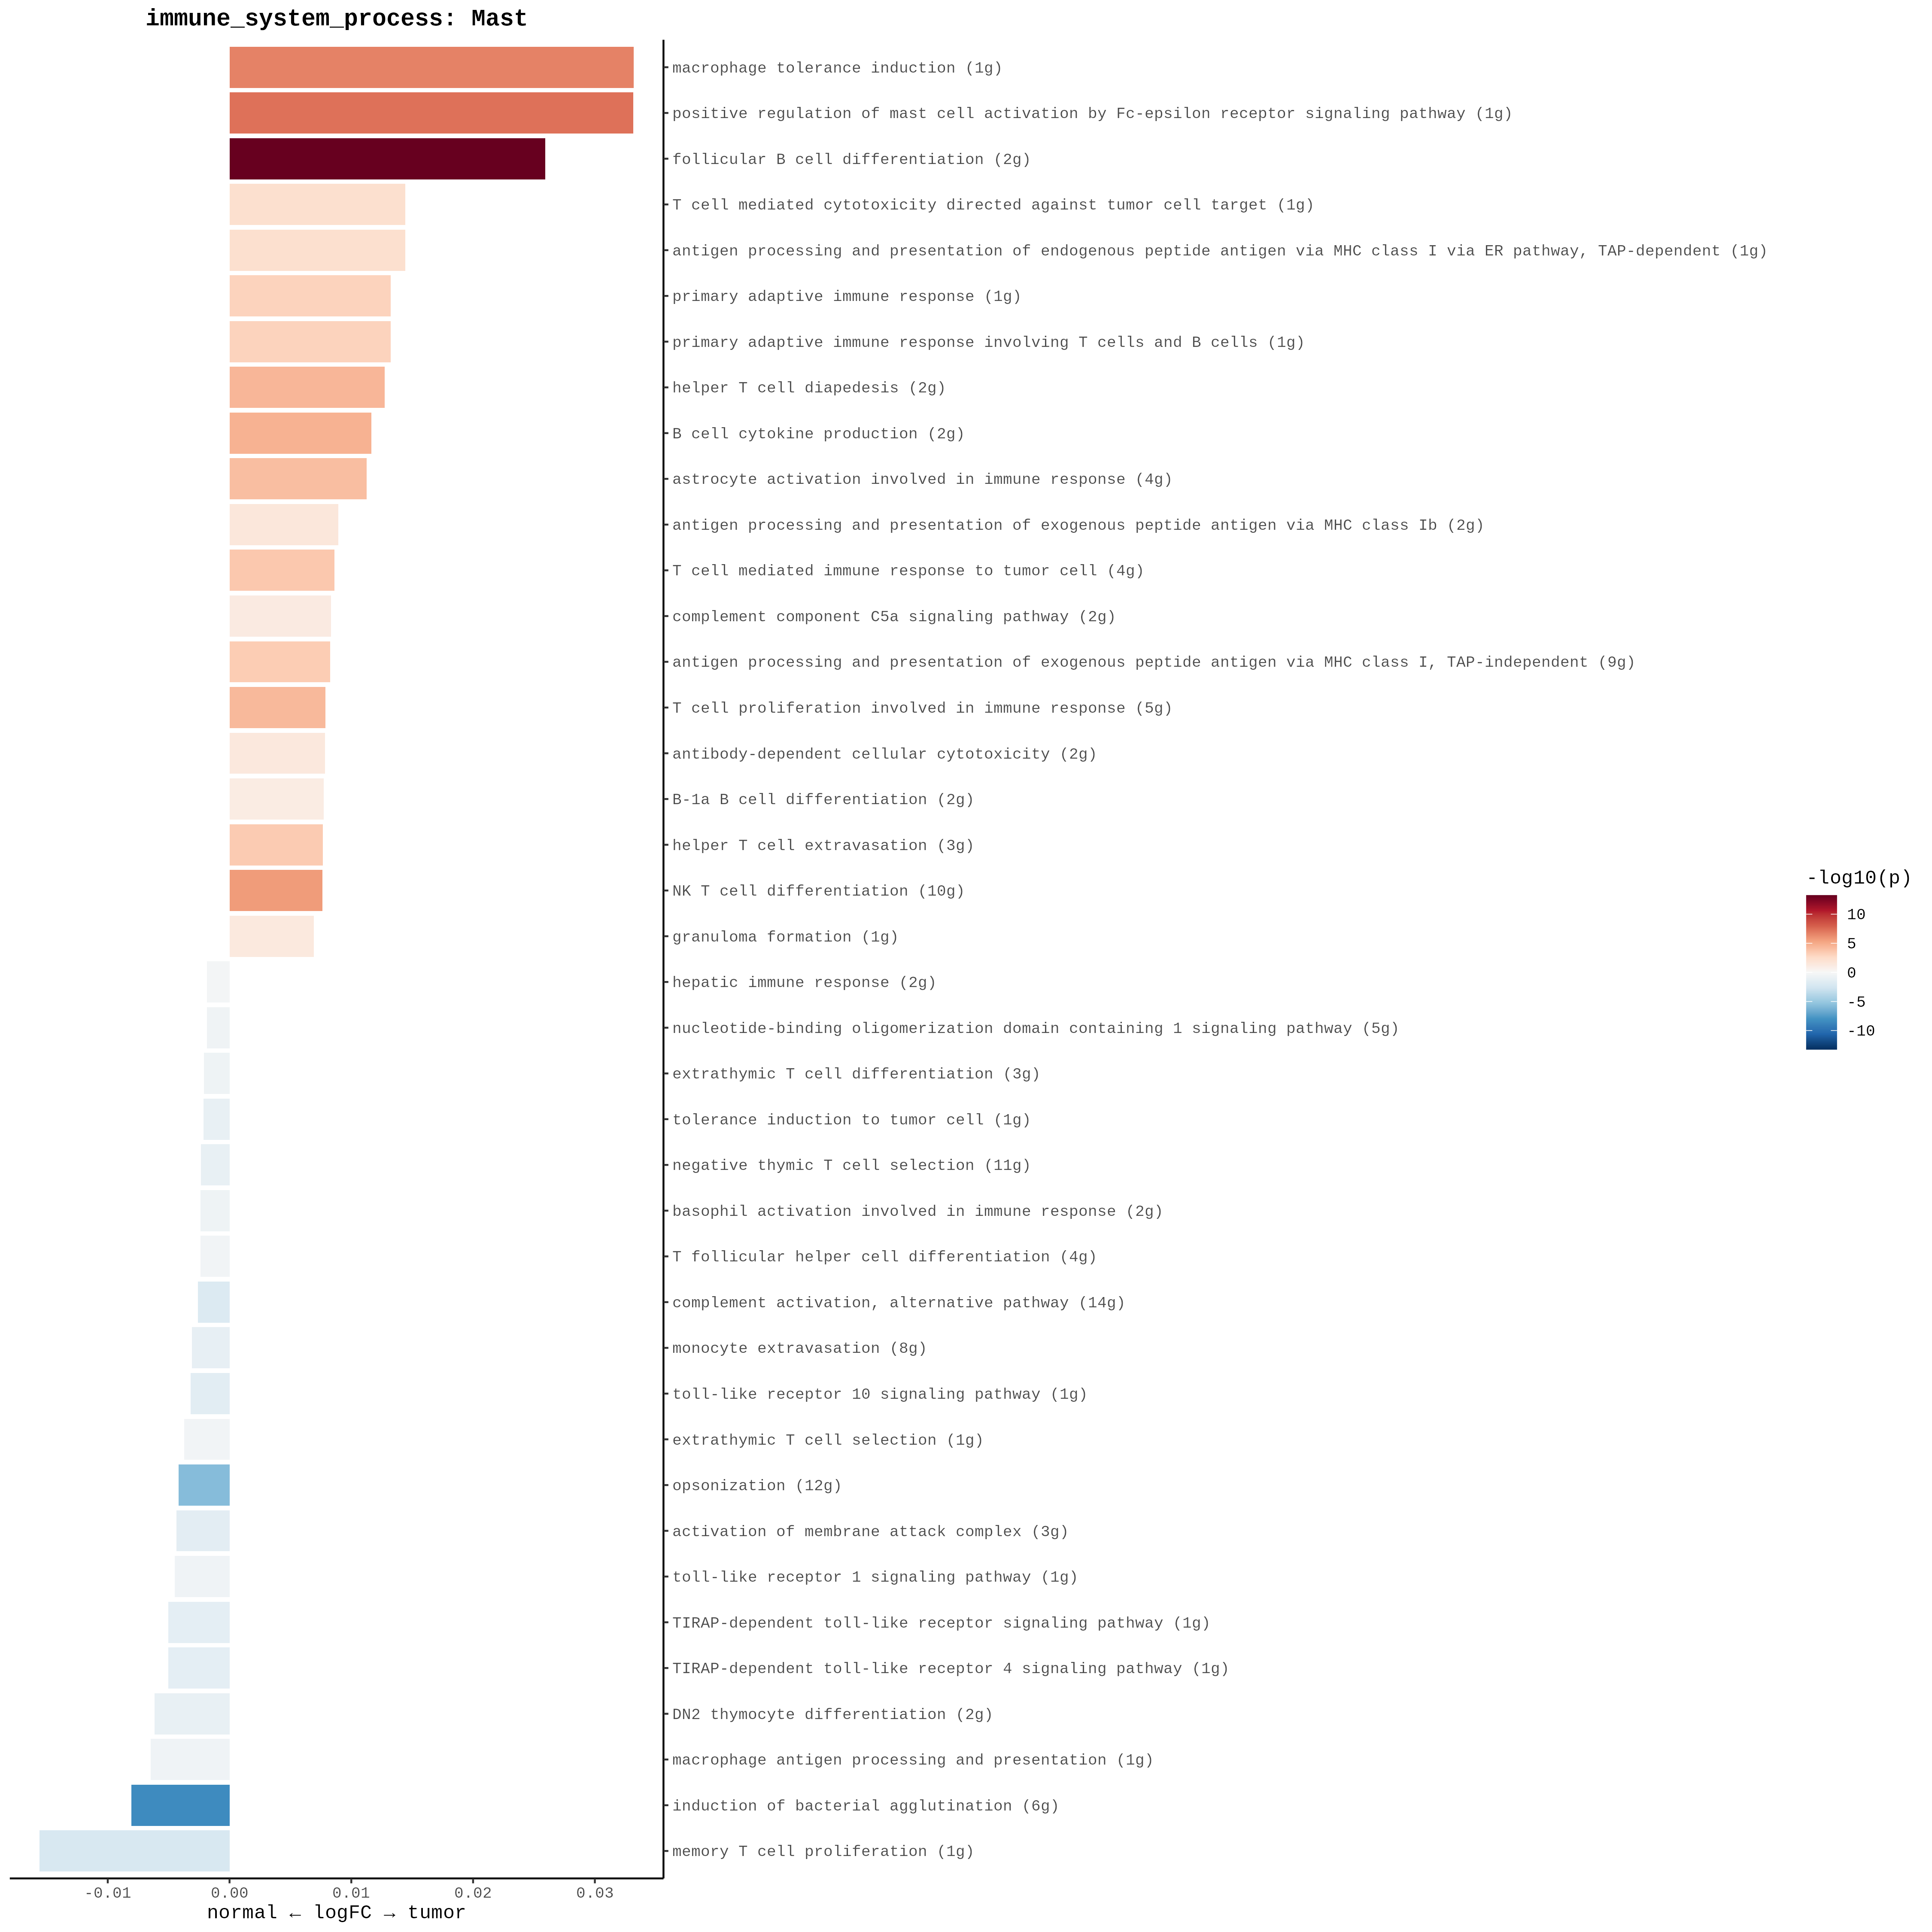 immune_system_process: Mast
macrophage tolerance induction (1g)
positive regulation of mast cell activation by Fc-epsilon receptor signaling pathway (1g)
follicular B cell differentiation (2g)
T cell mediated cytotoxicity directed against tumor cell target (1g)
antigen processing and presentation of endogenous peptide antigen via MHC class I via ER pathway, TAP-dependent (1g)
primary adaptive immune response (1g)
primary adaptive immune response involving T cells and B cells (1g)
helper T cell diapedesis (2g)
B cell cytokine production (2g)
astrocyte activation involved in immune response (4g)
antigen processing and presentation of exogenous peptide antigen via MHC class Ib (2g)
T cell mediated immune response to tumor cell (4g)
complement component C5a signaling pathway (2g)
antigen processing and presentation of exogenous peptide antigen via MHC class I, TAP-independent (9g)
T cell proliferation involved in immune response (5g)
antibody-dependent cellular cytotoxicity (2g)
B-1a B cell differentiation (2g)
helper T cell extravasation (3g)
NK T cell differentiation (10g)
granuloma formation (1g)
hepatic immune response (2g)
nucleotide-binding oligomerization domain containing 1 signaling pathway (5g)
extrathymic T cell differentiation (3g)
tolerance induction to tumor cell (1g)
negative thymic T cell selection (11g)
basophil activation involved in immune response (2g)
T follicular helper cell differentiation (4g)
complement activation, alternative pathway (14g)
monocyte extravasation (8g)
toll-like receptor 10 signaling pathway (1g)
extrathymic T cell selection (1g)
opsonization (12g)
activation of membrane attack complex (3g)
toll-like receptor 1 signaling pathway (1g)
TIRAP-dependent toll-like receptor signaling pathway (1g)
TIRAP-dependent toll-like receptor 4 signaling pathway (1g)
DN2 thymocyte differentiation (2g)
macrophage antigen processing and presentation (1g)
induction of bacterial agglutination (6g)
memory T cell proliferation (1g)
-0.01 0.00 0.01 0.02 0.03
normal ← logFC → tumor
-log10(p)
10
5
0
-5
-10